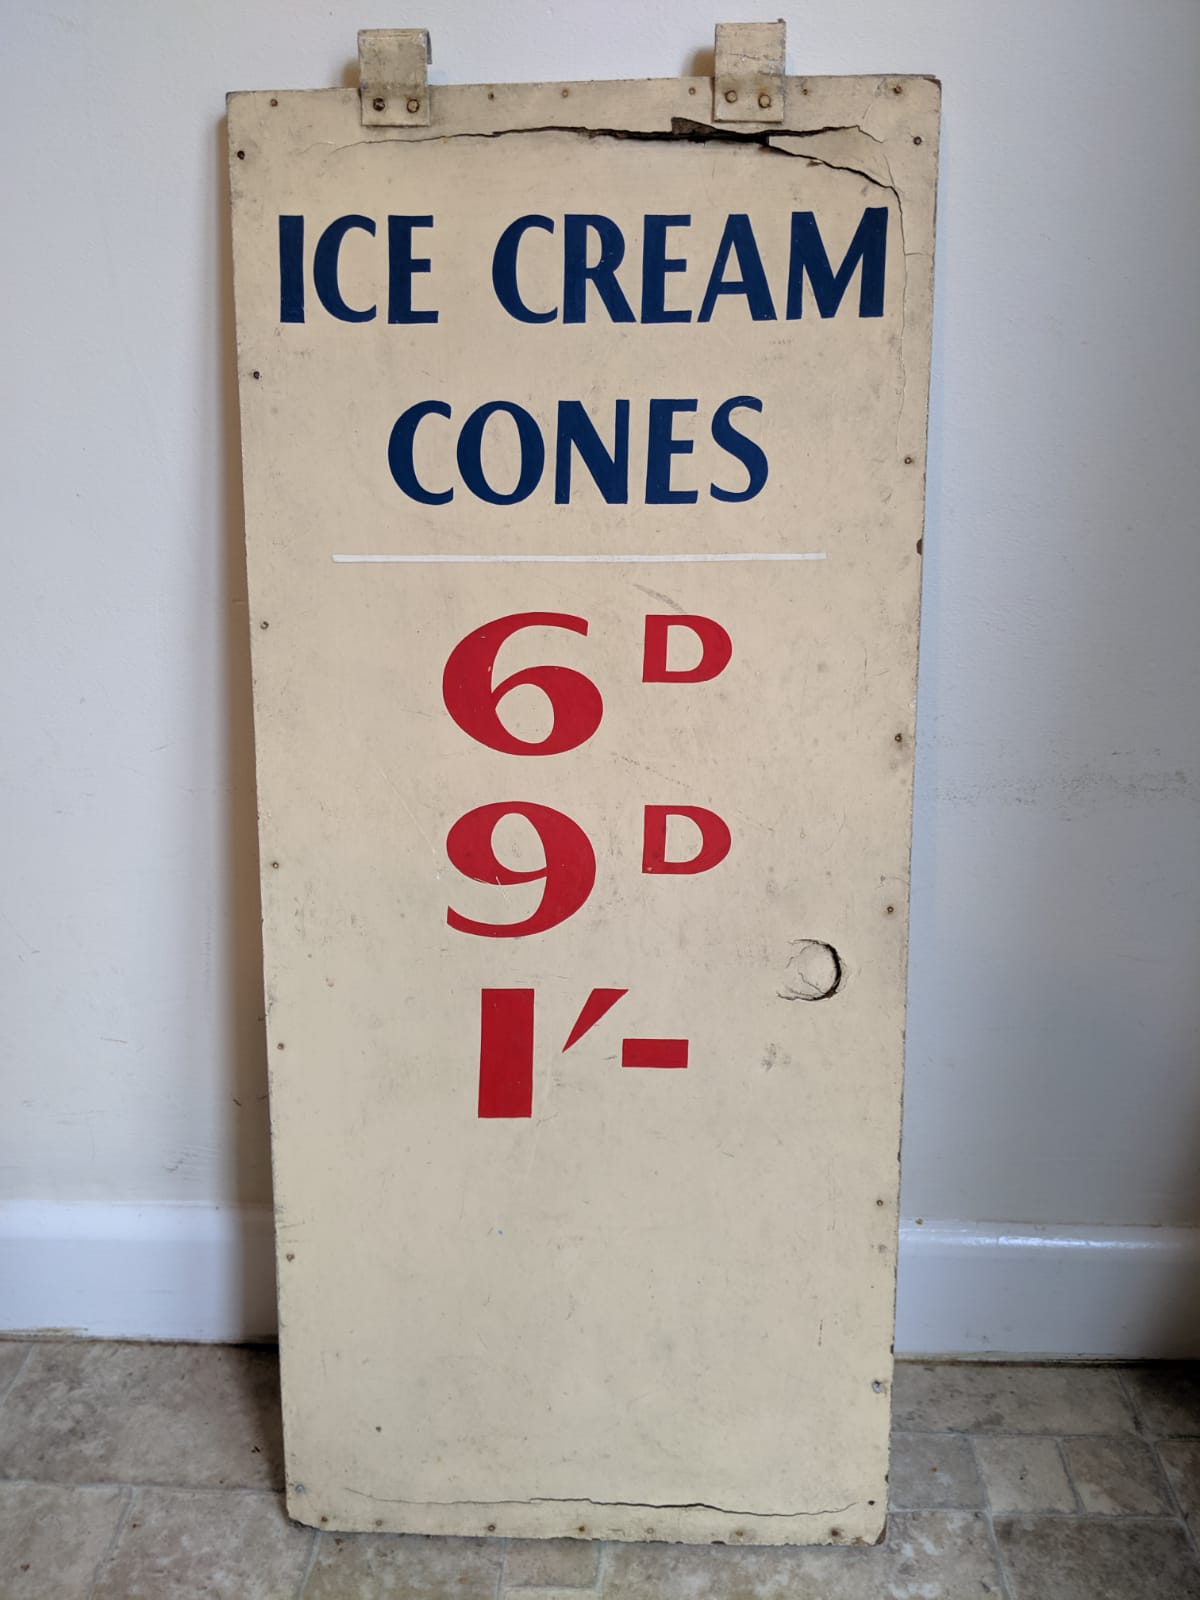 ICE CREAM
CONES
6D
9D
1/-